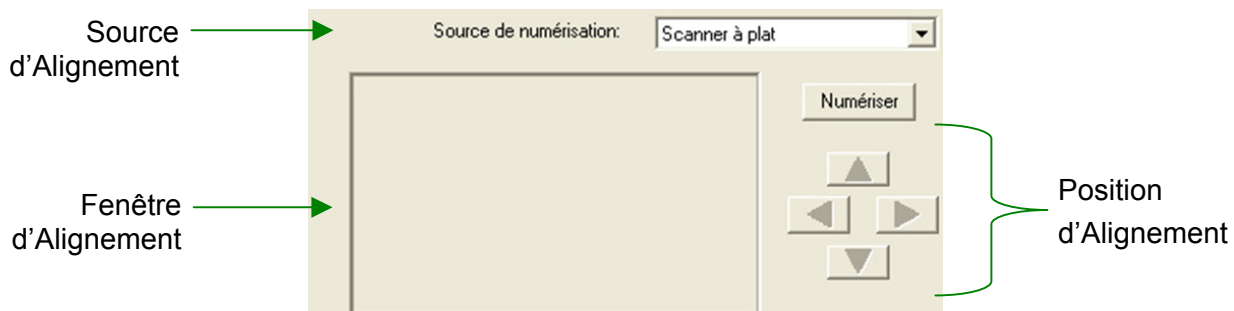 Source
d’Alignement
Source de numérisation:
Scanner à plat
Numériser
Fenêtre
d’Alignement
Position
d’Alignement